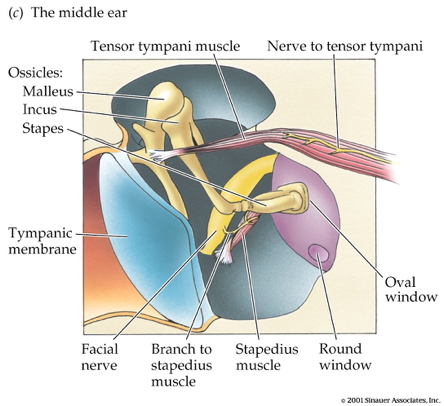 (c) The middle ear
Tensor tympani muscle
Nerve to tensor tympani
Ossicles:
Malleus
Incus
Stapes
Tympanic
membrane
Oval
window
Facial
nerve
Branch to
stapedius
muscle
Stapedius
muscle
Round
window
© 2001 Sinauer Associates, Inc.